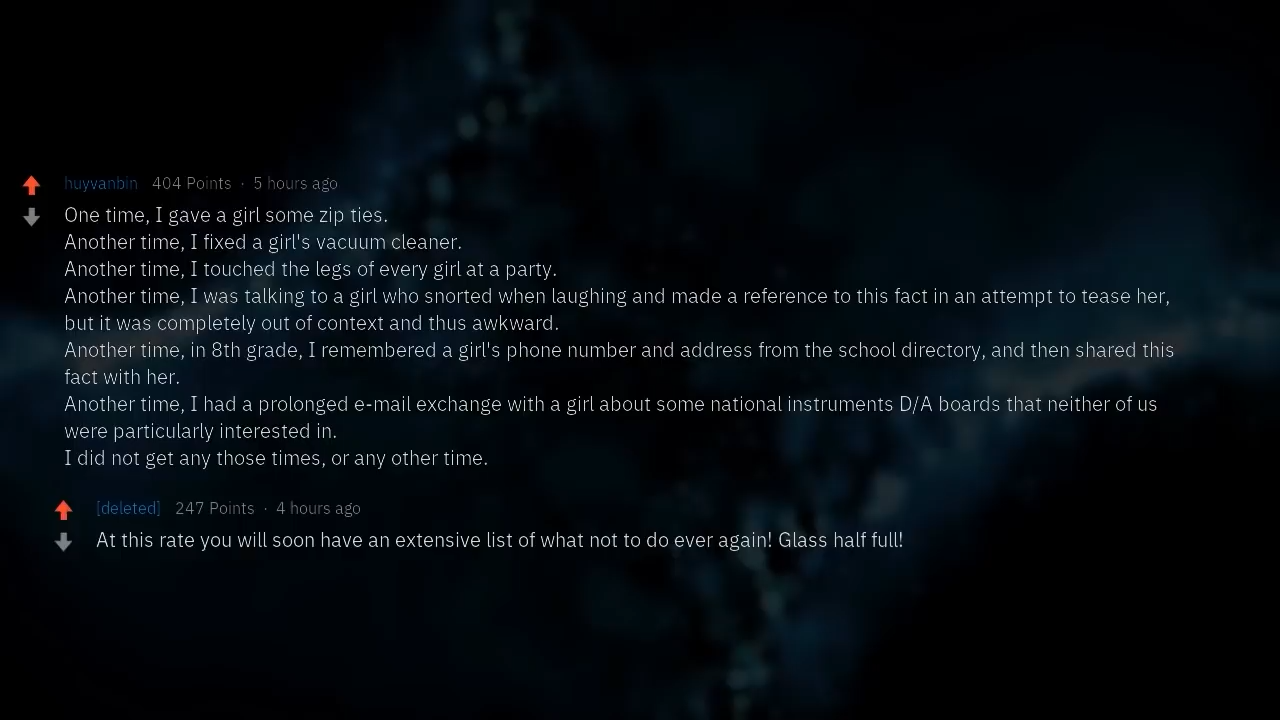 huyvanbin 404 Points · 5 hours ago
One time, I gave a girl some zip ties.
Another time, I fixed a girl's vacuum cleaner.
Another time, I touched the legs of every girl at a party.
Another time, I was talking to a girl who snorted when laughing and made a reference to this fact in an attempt to tease her,
but it was completely out of context and thus awkward.
Another time, in 8th grade, I remembered a girl's phone number and address from the school directory, and then shared this
fact with her.
Another time, I had a prolonged e-mail exchange with a girl about some national instruments D/A boards that neither of us
were particularly interested in.
I did not get any those times, or any other time.
[deleted] 247 Points · 4 hours ago
At this rate you will soon have an extensive list of what not to do ever again! Glass half full!